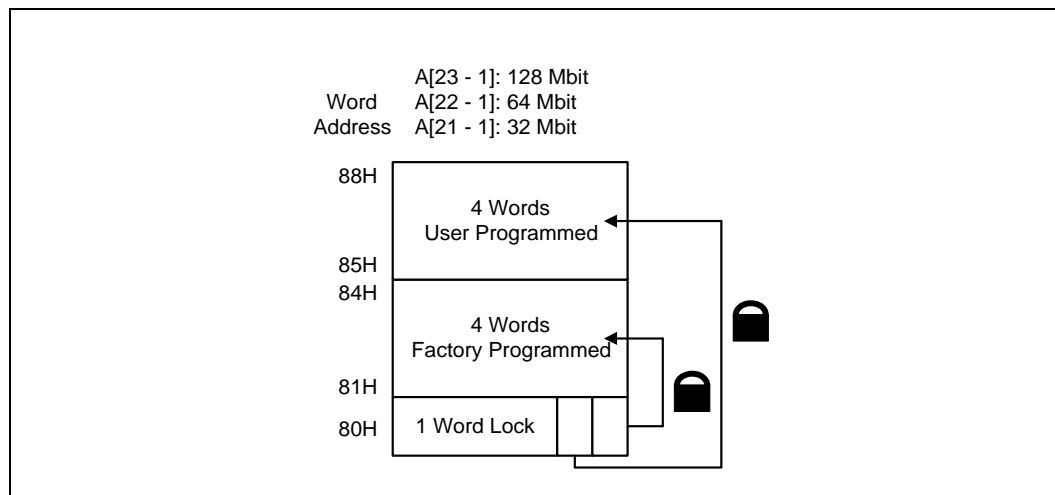 A[23 - 1]: 128 Mbit
Word A[22 - 1]: 64 Mbit
Address A[21 - 1]: 32 Mbit
88H
4 Words
User Programmed
85H
84H
4 Words
Factory Programmed
81H
80H 1 Word Lock